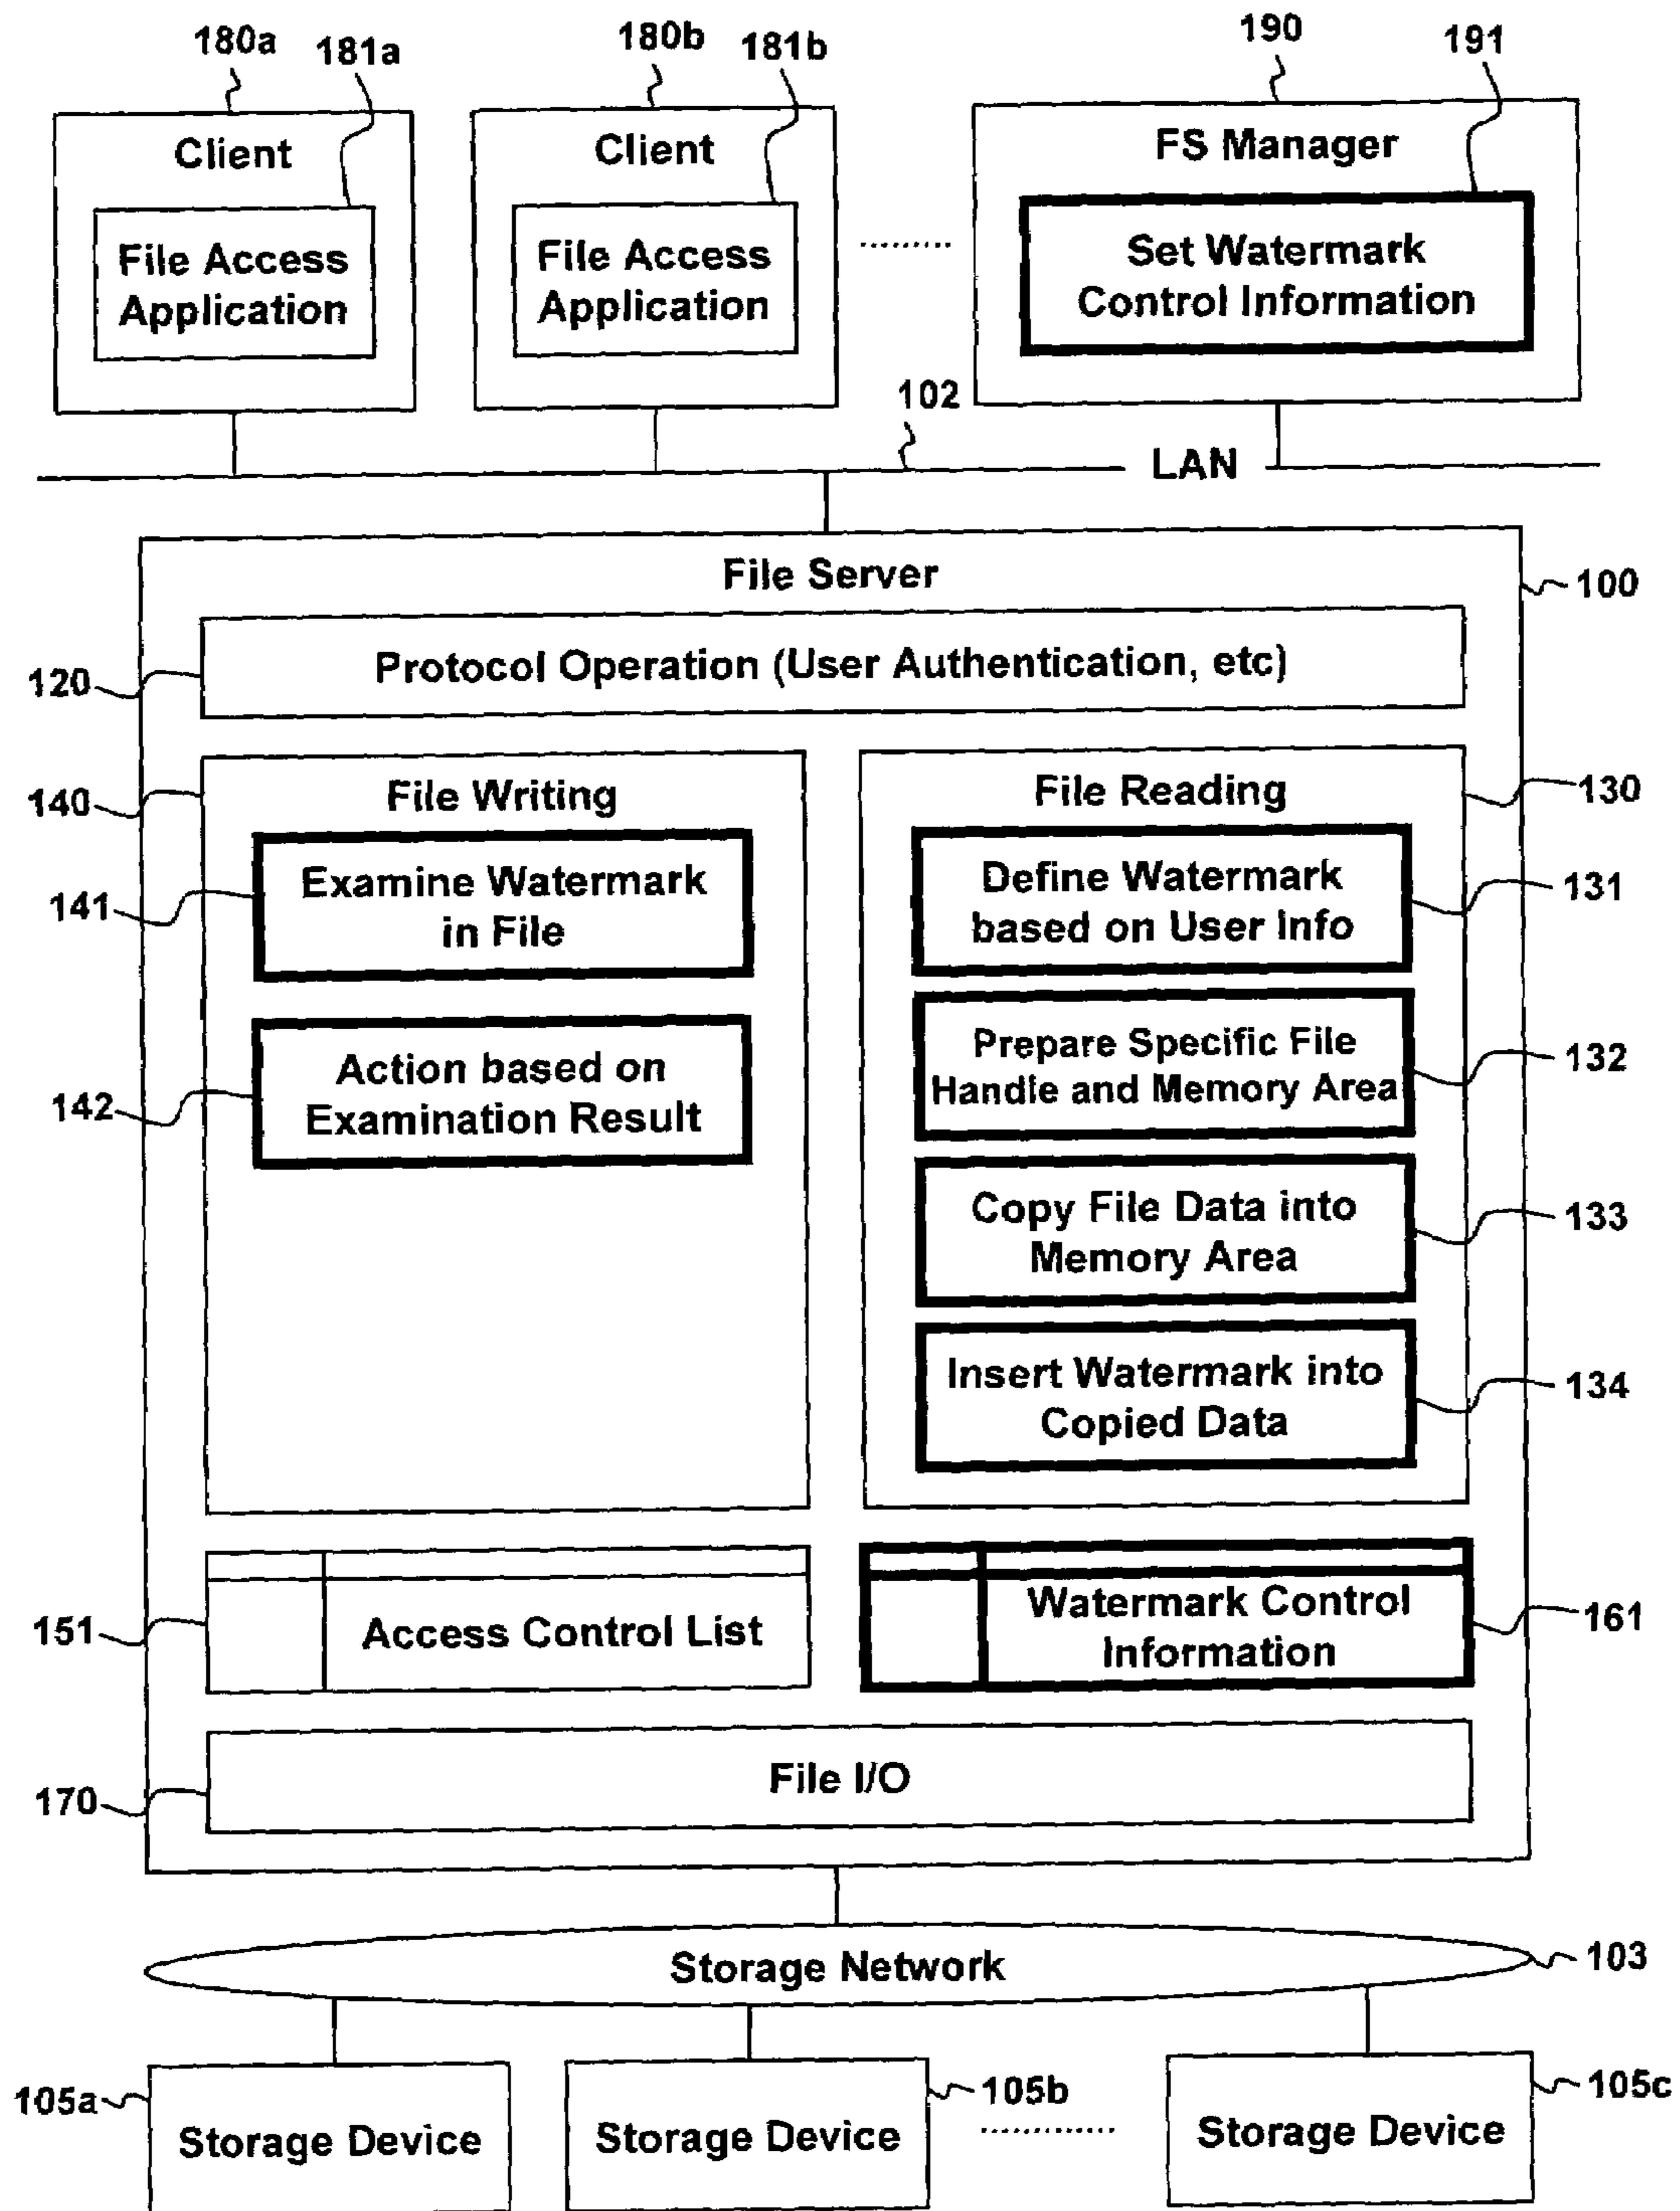 180a 181a 180b 181b 190 191
Client
File Access
Application
Client
File Access
Application
FS Manager
Set Watermark
Control Information
102
LAN
File Server
100
Protocol Operation (User Authentication, etc)
120
140
File Writing
141
Examine Watermark
in File
142
Action based on
Examination Result
File Reading
130
Define Watermark
based on User Info
131
Prepare Specific File
Handle and Memory Area
132
Copy File Data into
Memory Area
133
Insert Watermark into
Copied Data
134
151
Access Control List
Watermark Control
Information
161
170
File I/O
Storage Network
103
105a
Storage Device
105b
Storage Device
105c
Storage Device